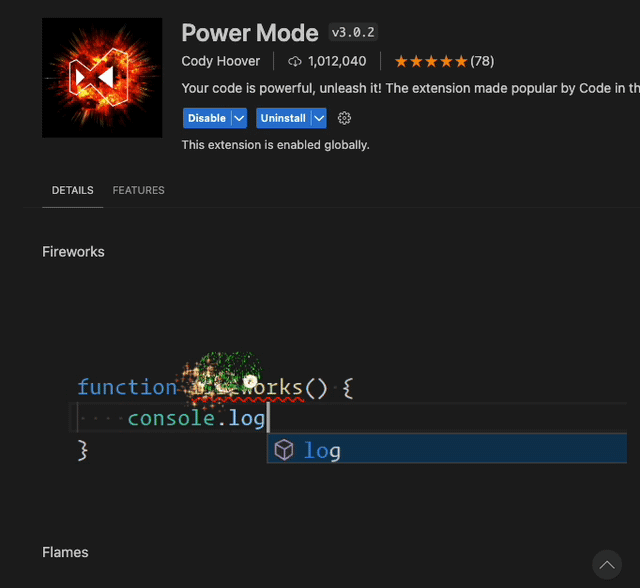 Power Mode v3.0.2
Cody Hoover 1,012,040 (78)
Your code is powerful, unleash it! The extension made popular by Code in th
Disable Uninstall
This extension is enabled globally.
DETAILS FEATURES
Fireworks
function works() {
console.log
log
}
Flames